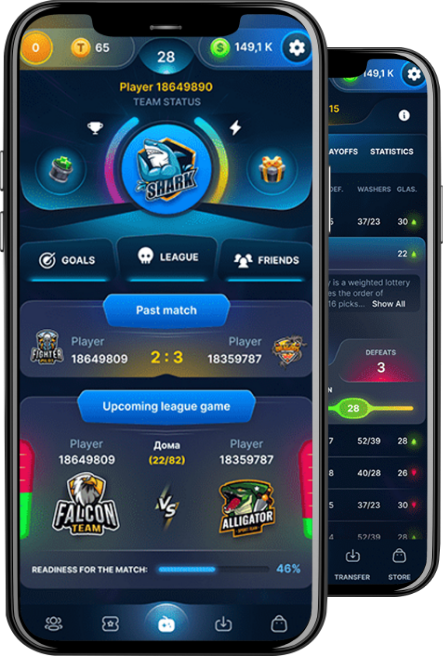 0
T 65
28
$ 149,1 K
Player 18649890
TEAM STATUS
SHARK
GOALS
LEAGUE
FRIENDS
Past match
FIGHTER
Player
18649809
2 : 3
Player
18359787
Upcoming league game
Player
18649809
Дома
(22/82)
Player
18359787
FALCON
TEAM
VS
ALLIGATOR
READINESS FOR THE MATCH:
46%
149,1 K
15
AYOFFS
STATISTICS
DEF.
WASHERS
GLAS.
37/23
30
22
y is a weighted lottery
es the order of
16 picks...
Show All
DEFEATS
3
N
28
7
52/39
28
8
40/28
26
5
37/23
30
4
52/39
28
TRANSFER
STORE